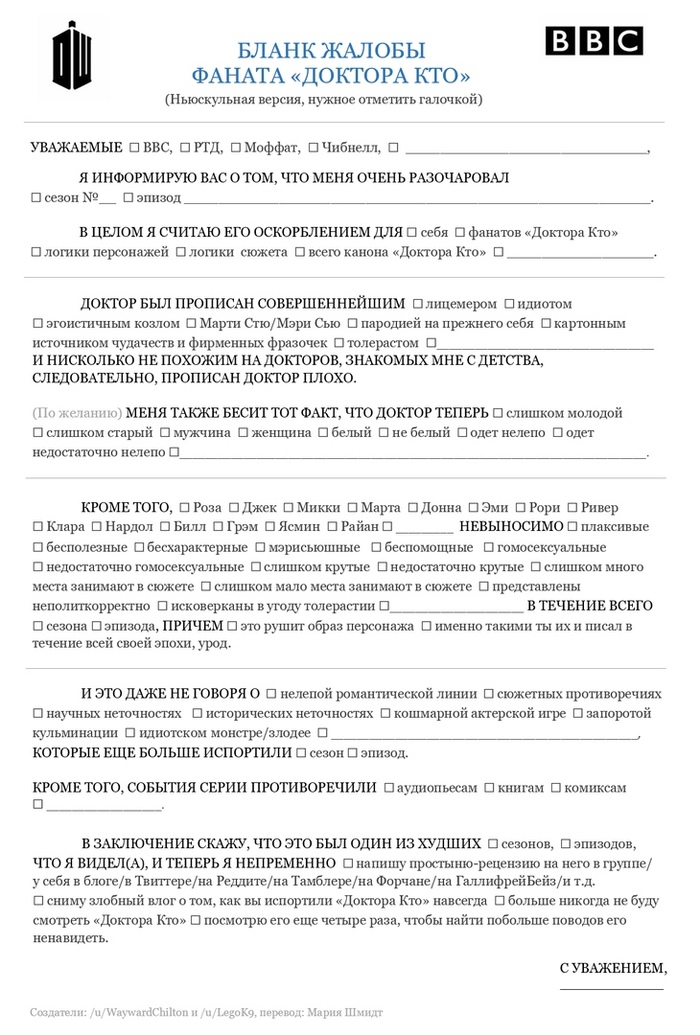 DW
BBC
БЛАНК ЖАЛОБЫ
ФАНАТА «ДОКТОРА КТО»
(Ньюскульная версия, нужное отметить галочкой)
УВАЖАЕМЫЕ ☐ BBC, ☐ РТД, ☐ Моффат, ☐ Чибнелл, ☐ ________________________________,
Я ИНФОРМИРУЮ ВАС О ТОМ, ЧТО МЕНЯ ОЧЕНЬ РАЗОЧАРОВАЛ
☐ сезон №__ ☐ эпизод ______________________________________________________________.
В ЦЕЛОМ Я СЧИТАЮ ЕГО ОСКОРБЛЕНИЕМ ДЛЯ ☐ себя ☐ фанатов «Доктора Кто»
☐ логики персонажей ☐ логики сюжета ☐ всего канона «Доктора Кто» ☐ ___________________.
ДОКТОР БЫЛ ПРОПИСАН СОВЕРШЕННЕЙШИМ ☐ лицемером ☐ идиотом
☐ эгоистичным козлом ☐ Марти Стю/Мэри Сью ☐ пародией на прежнего себя ☐ картонным
источником чудачеств и фирменных фразочек ☐ толерастом ☐_____________________________
И НИСКОЛЬКО НЕ ПОХОЖИМ НА ДОКТОРОВ, ЗНАКОМЫХ МНЕ С ДЕТСТВА,
СЛЕДОВАТЕЛЬНО, ПРОПИСАН ДОКТОР ПЛОХО.
(По желанию) МЕНЯ ТАКЖЕ БЕСИТ ТОТ ФАКТ, ЧТО ДОКТОР ТЕПЕРЬ ☐ слишком молодой
☐ слишком старый ☐ мужчина ☐ женщина ☐ белый ☐ не белый ☐ одет нелепо ☐ одет
недостаточно нелепо ☐______________________________________________________________.
КРОМЕ ТОГО, ☐ Роза ☐ Джек ☐ Микки ☐ Марта ☐ Донна ☐ Эми ☐ Рори ☐ Ривер
☐ Клара ☐ Нардол ☐ Билл ☐ Грэм ☐ Ясмин ☐ Райан ☐ ________ НЕВЫНОСИМО ☐ плаксивые
☐ бесполезные ☐ бесхарактерные ☐ мэрисьюшные ☐ беспомощные ☐ гомосексуальные
☐ недостаточно гомосексуальные ☐ слишком крутые ☐ недостаточно крутые ☐ слишком много
места занимают в сюжете ☐ слишком мало места занимают в сюжете ☐ представлены
неполиткорректно ☐ исковерканы в угоду толерастии ☐__________________ В ТЕЧЕНИЕ ВСЕГО
☐ сезона ☐ эпизода, ПРИЧЕМ ☐ это рушит образ персонажа ☐ именно такими ты их и писал в
течение всей своей эпохи, урод.
И ЭТО ДАЖЕ НЕ ГОВОРЯ О ☐ нелепой романтической линии ☐ сюжетных противоречиях
☐ научных неточностях ☐ исторических неточностях ☐ кошмарной актерской игре ☐ запоротой
кульминации ☐ идиотском монстре/злодее ☐ _________________________________________,
КОТОРЫЕ ЕЩЕ БОЛЬШЕ ИСПОРТИЛИ ☐ сезон ☐ эпизод.
КРОМЕ ТОГО, СОБЫТИЯ СЕРИИ ПРОТИВОРЕЧИЛИ ☐ аудиопьесам ☐ книгам ☐ комиксам
☐ _______________.
В ЗАКЛЮЧЕНИЕ СКАЖУ, ЧТО ЭТО БЫЛ ОДИН ИЗ ХУДШИХ ☐ сезонов, ☐ эпизодов,
ЧТО Я ВИДЕЛ(А), И ТЕПЕРЬ Я НЕПРЕМЕННО ☐ напишу простыню-рецензию на него в группе/
у себя в блоге/в Твиттере/на Реддите/на Тамблере/на Форчане/на ГаллифрейБейз/и т.д.
☐ сниму злобный влог о том, как вы испортили «Доктора Кто» навсегда ☐ больше никогда не буду
смотреть «Доктора Кто» ☐ посмотрю его еще четыре раза, чтобы найти побольше поводов его
ненавидеть.
С УВАЖЕНИЕМ,
______________
Создатели: /u/WaywardChilton и /u/LegoK9, перевод: Мария Шмидт